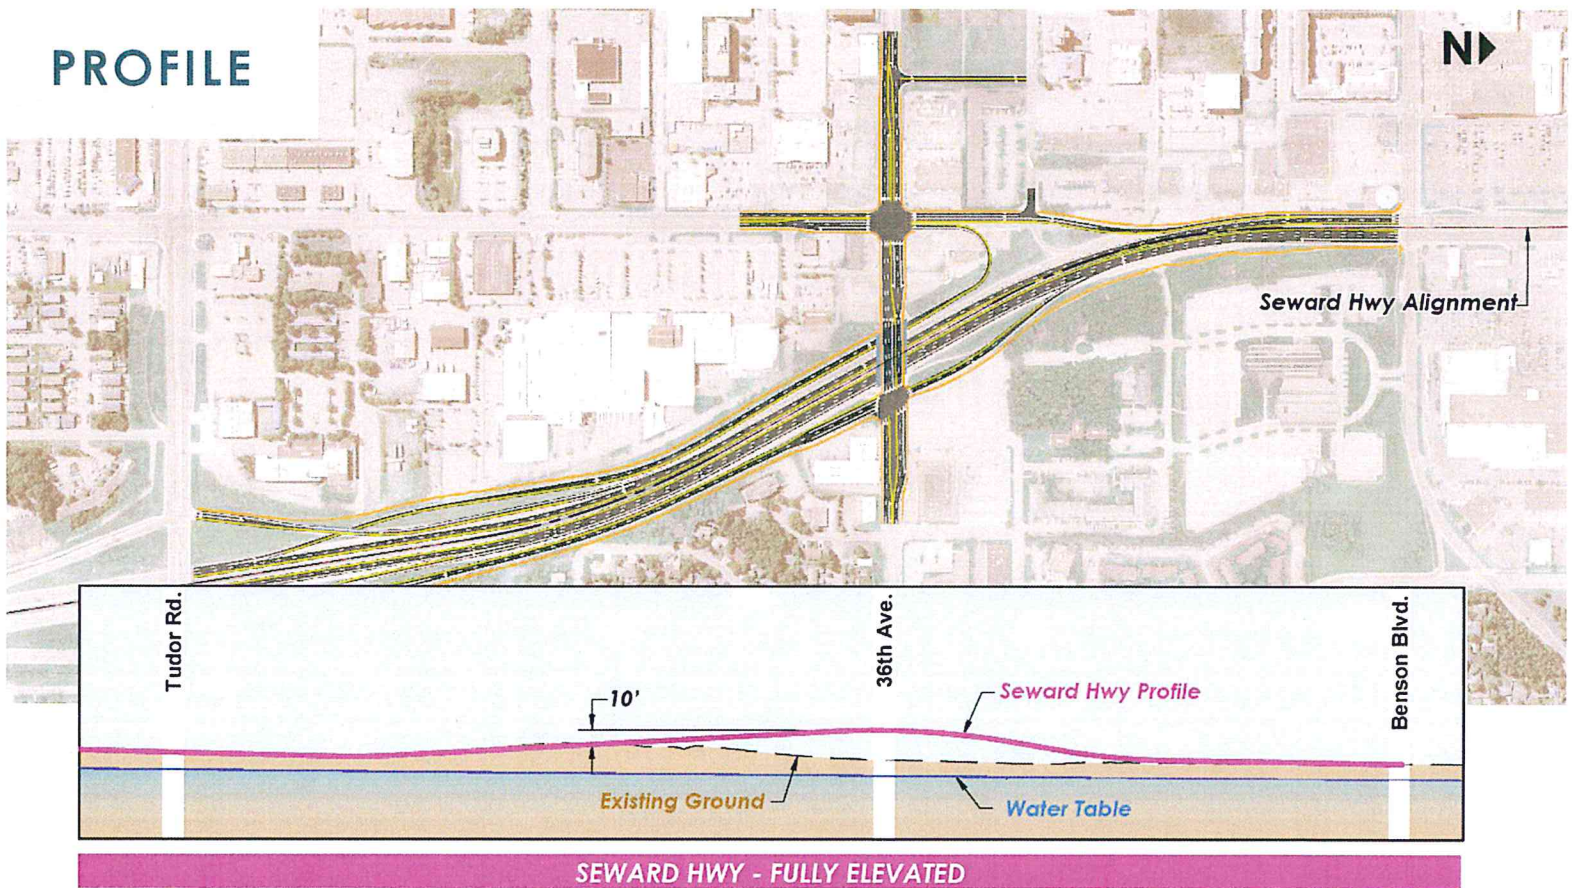 PROFILE
N
Seward Hwy Alignment
Tudor Rd.
36th Ave.
Benson Blvd.
10'
Seward Hwy Profile
Existing Ground
Water Table
SEWARD HWY - FULLY ELEVATED